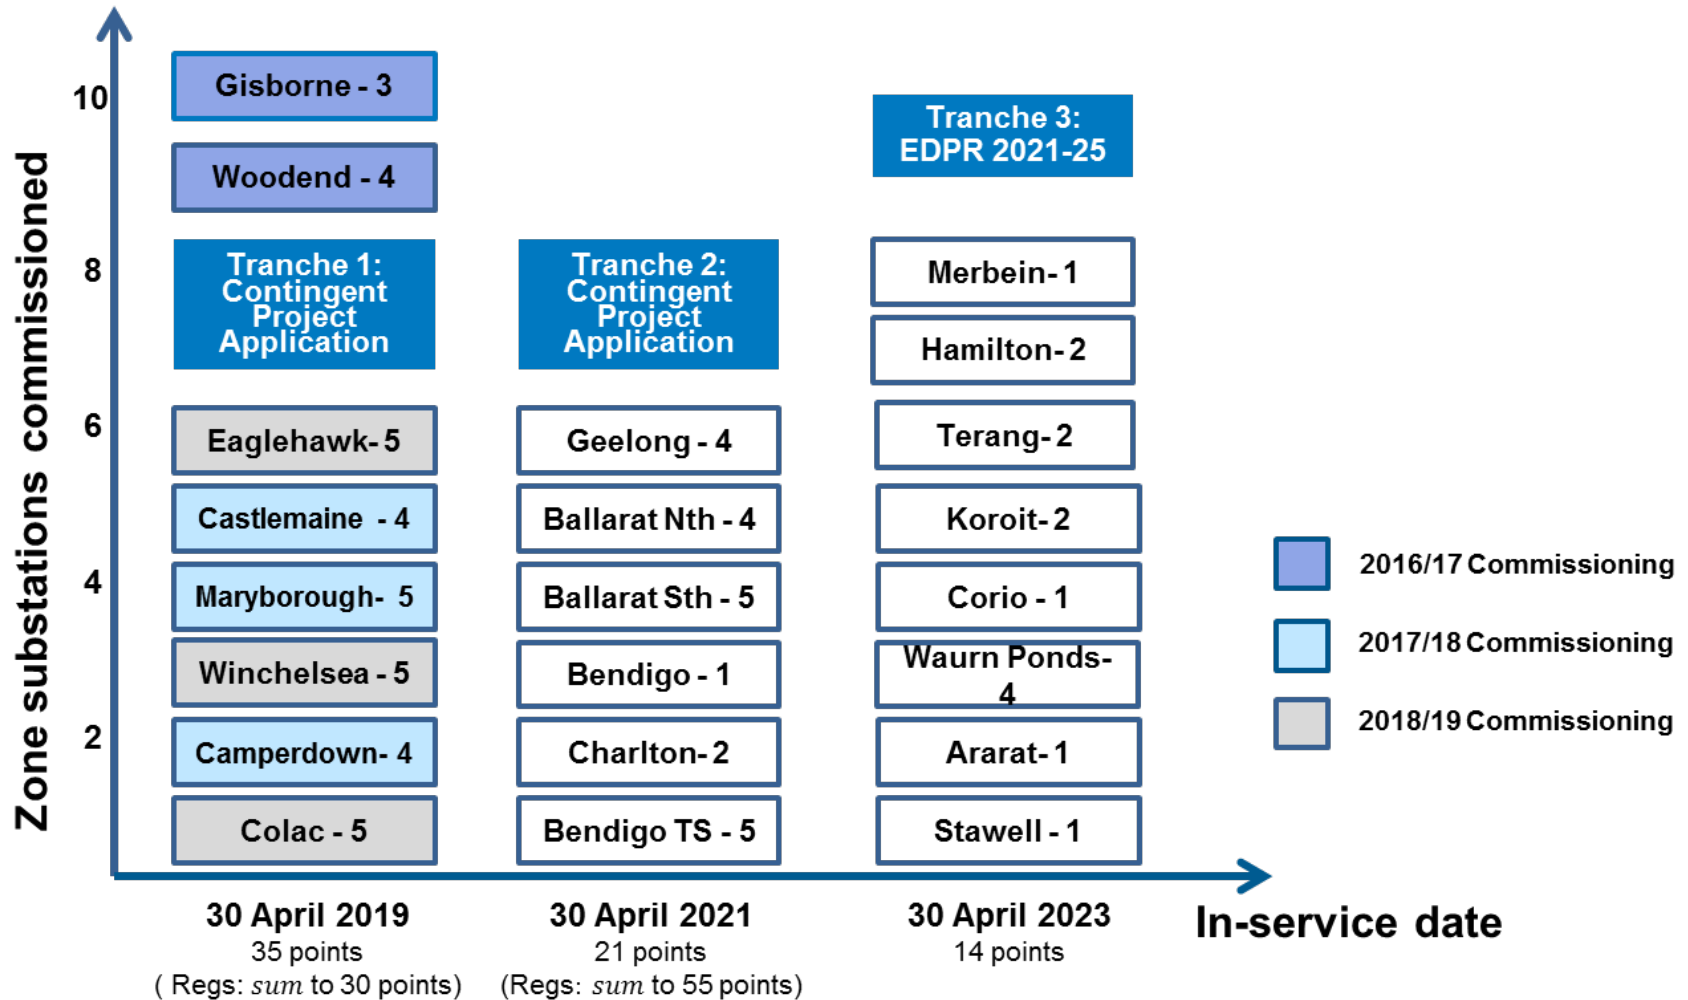 Zone substations commissioned
10
8
6
4
2
Gisborne - 3
Woodend - 4
Tranche 1:
Contingent
Project
Application
Eaglehawk- 5
Castlemaine - 4
Maryborough- 5
Winchelsea - 5
Camperdown- 4
Colac - 5
30 April 2019
35 points
( Regs: sum to 30 points)
Tranche 2:
Contingent
Project
Application
Geelong - 4
Ballarat Nth - 4
Ballarat Sth - 5
Bendigo - 1
Charlton- 2
Bendigo TS - 5
30 April 2021
21 points
(Regs: sum to 55 points)
Tranche 3:
EDPR 2021-25
Merbein- 1
Hamilton- 2
Terang- 2
Koroit- 2
Corio - 1
Waurn Ponds-
4
Ararat- 1
Stawell - 1
30 April 2023
14 points
In-service date
2016/17 Commissioning
2017/18 Commissioning
2018/19 Commissioning